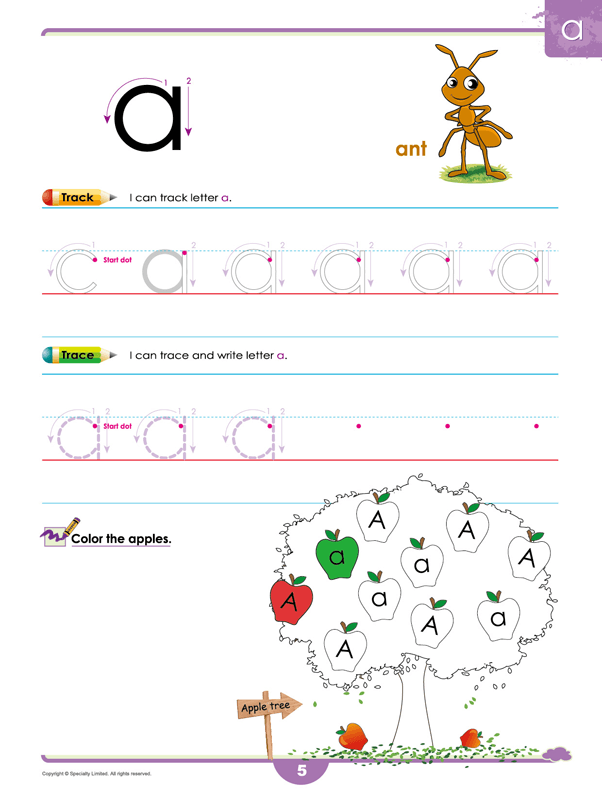 a
a
1 2
ant
Track I can track letter a.
1 Start dot 2 1 2 1 2 1 2 1 2
Trace I can trace and write letter a.
1 2 Start dot 1 2 1 2
Color the apples.
A
A
a
a
A
A
a
A
a
A
Apple tree
5
Copyright © Specialty Limited. All rights reserved.